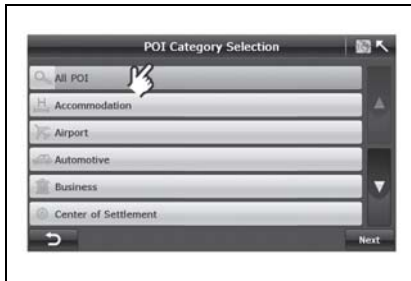 POI Category Selection
All POI
Accommodation
Airport
Automotive
Business
Center of Settlement
Next